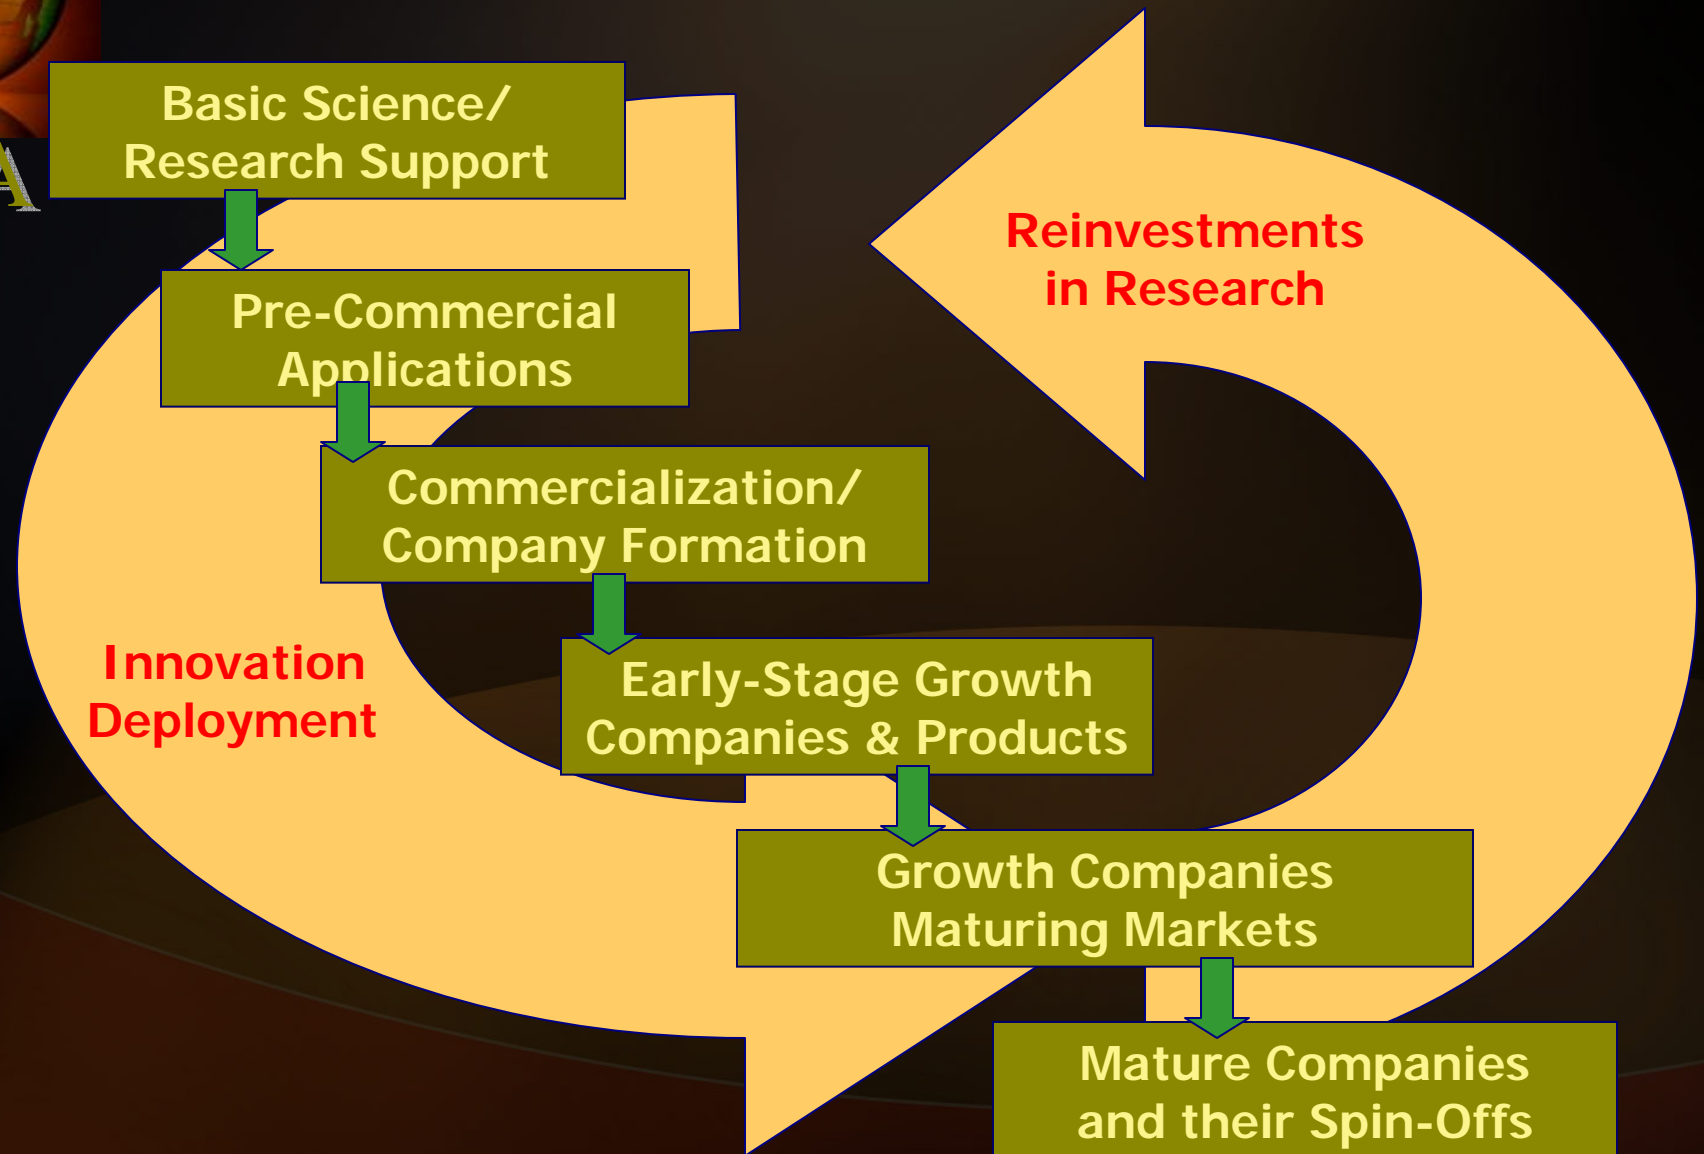 Basic Science/
Research Support
A
Reinvestments
in Research
Pre-Commercial
Applications
Commercialization/
Company Formation
Innovation
Deployment
Early-Stage Growth
Companies & Products
Growth Companies
Maturing Markets
Mature Companies
and their Spin-Offs